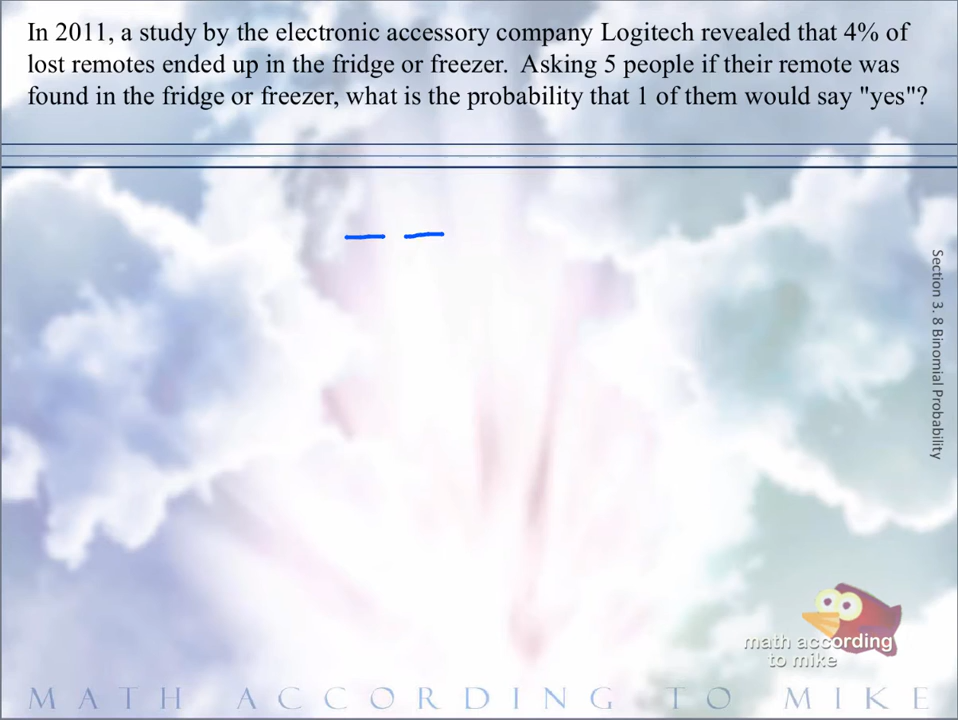 In 2011, a study by the electronic accessory company Logitech revealed that 4% of
lost remotes ended up in the fridge or freezer.  Asking 5 people if their remote was
found in the fridge or freezer, what is the probability that 1 of them would say "yes"?
Section 3. 8 Binomial Probability
math according
to mike
MATH ACCORDING TO MIKE